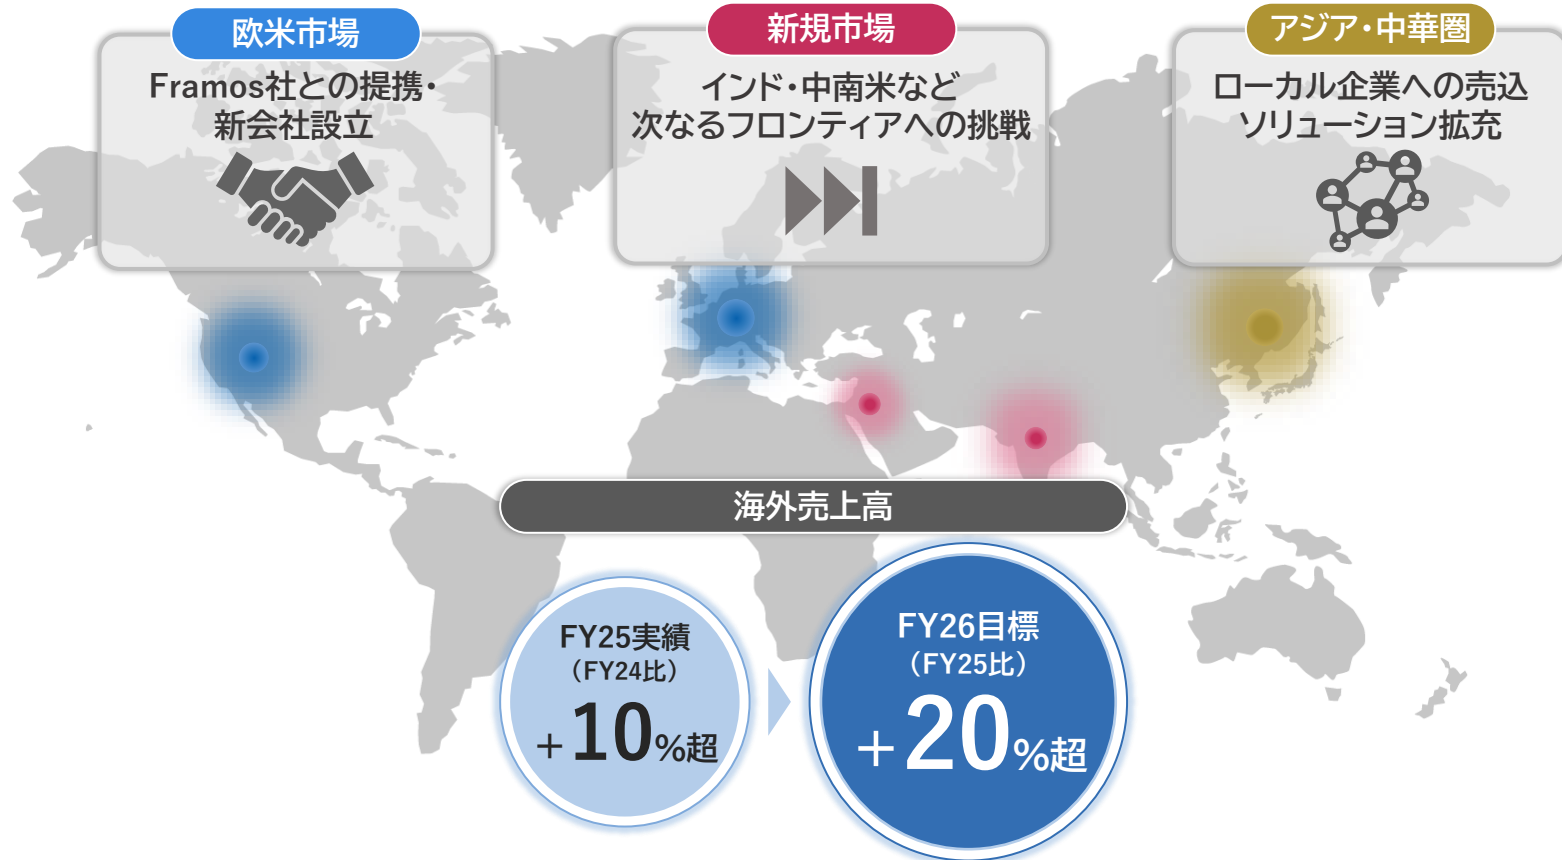 欧米市場
Framos社との提携・
新会社設立
新規市場
インド・中南米など
次なるフロンティアへの挑戦
アジア・中華圏
ローカル企業への売込
ソリューション拡充
海外売上高
FY25実績
（FY24比）
+10%超
FY26目標
（FY25比）
+20%超